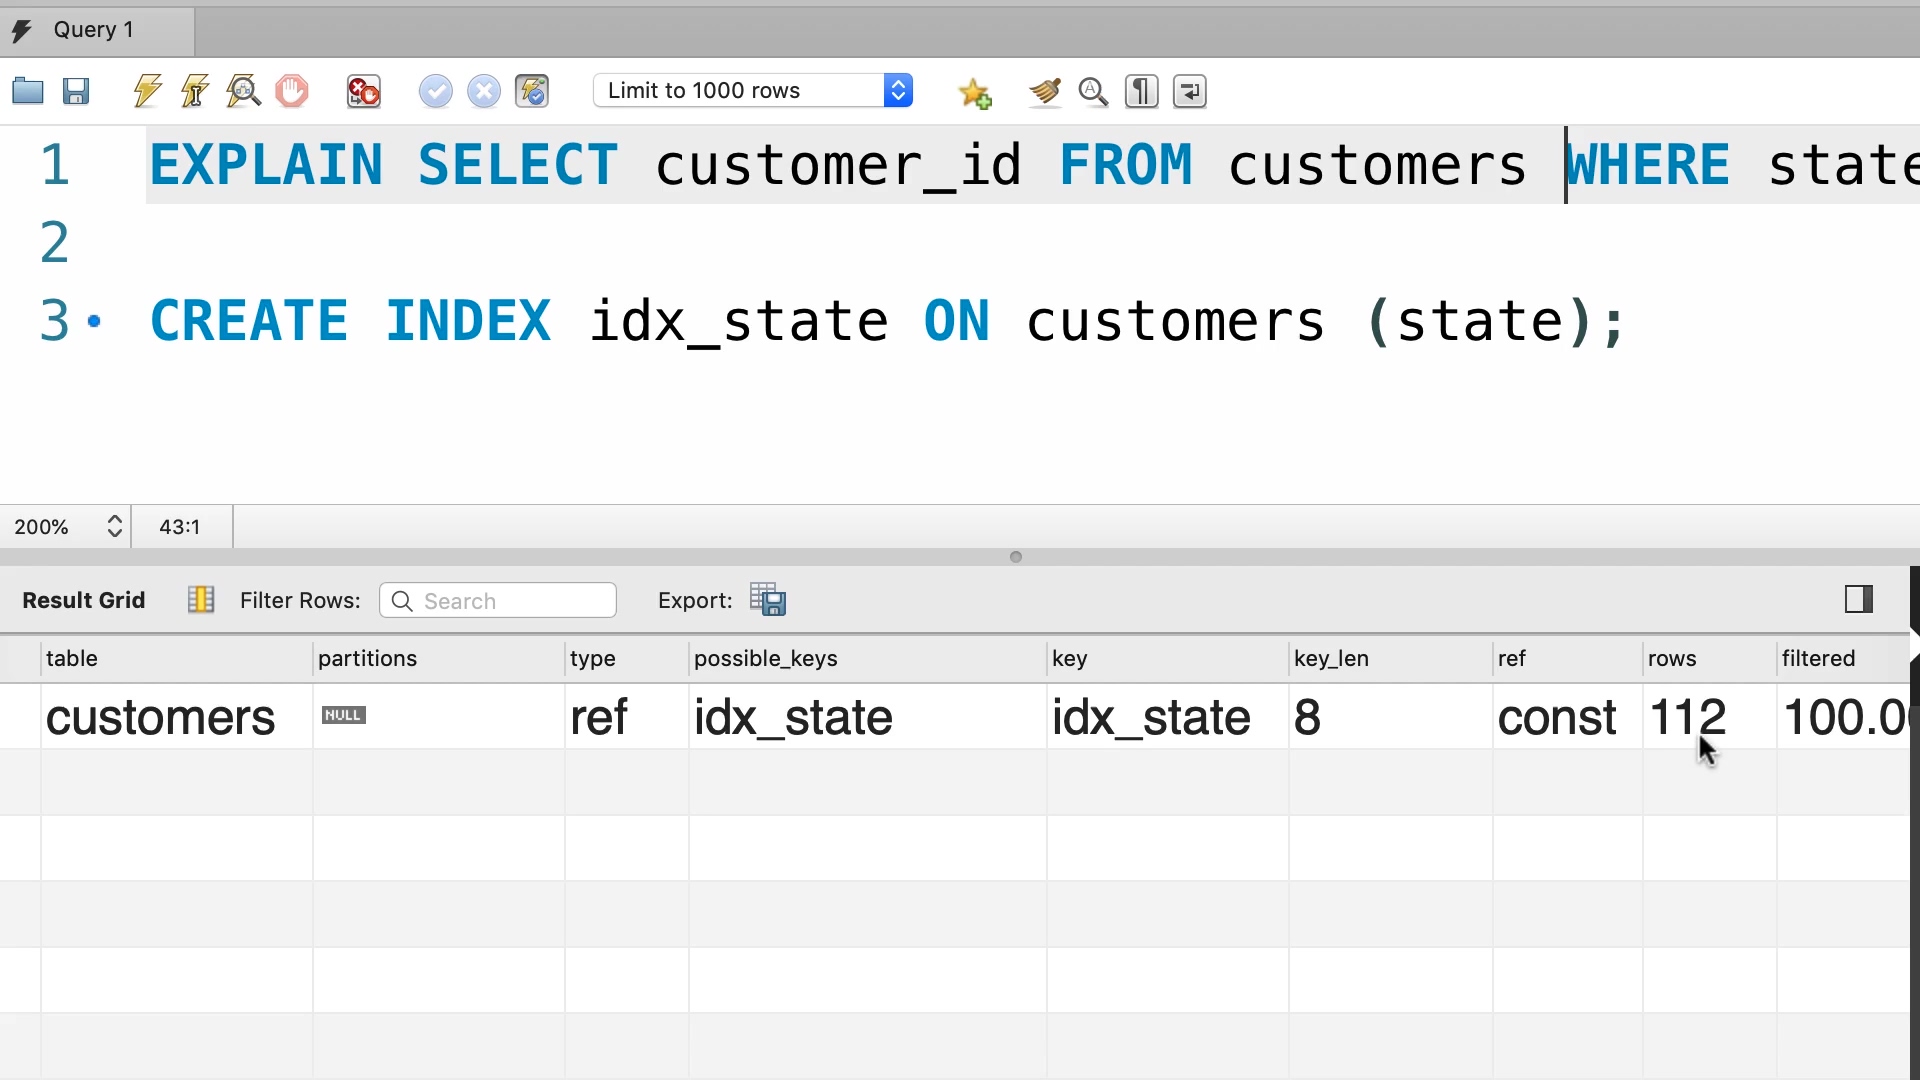 Query 1
Limit to 1000 rows
1 EXPLAIN SELECT customer_id FROM customers WHERE state
2
3 CREATE INDEX idx_state ON customers (state);
200% 43:1
Result Grid Filter Rows: Search Export:
table partitions type possible_keys key key_len ref rows filtered
customers NULL ref idx_state idx_state 8 const 112 100.00